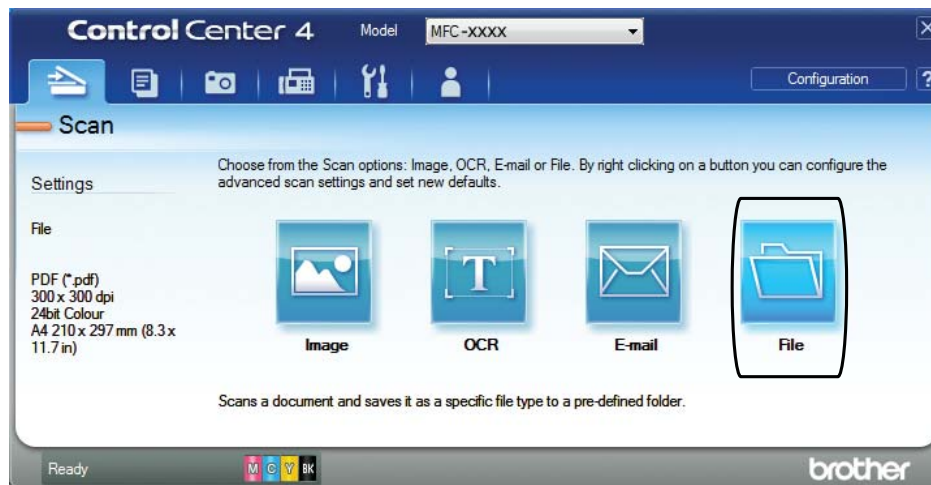 Control Center 4 Model MFC-XXXX
Configuration ?
Scan
Choose from the Scan options: Image, OCR, E-mail or File. By right clicking on a button you can configure the
advanced scan settings and set new defaults.
Settings
File
PDF (*.pdf)
300 x 300 dpi
24bit Colour
A4 210 x 297 mm (8.3 x
11.7 in)
T
Image OCR E-mail File
Scans a document and saves it as a specific file type to a pre-defined folder.
Ready M C Y BK brother